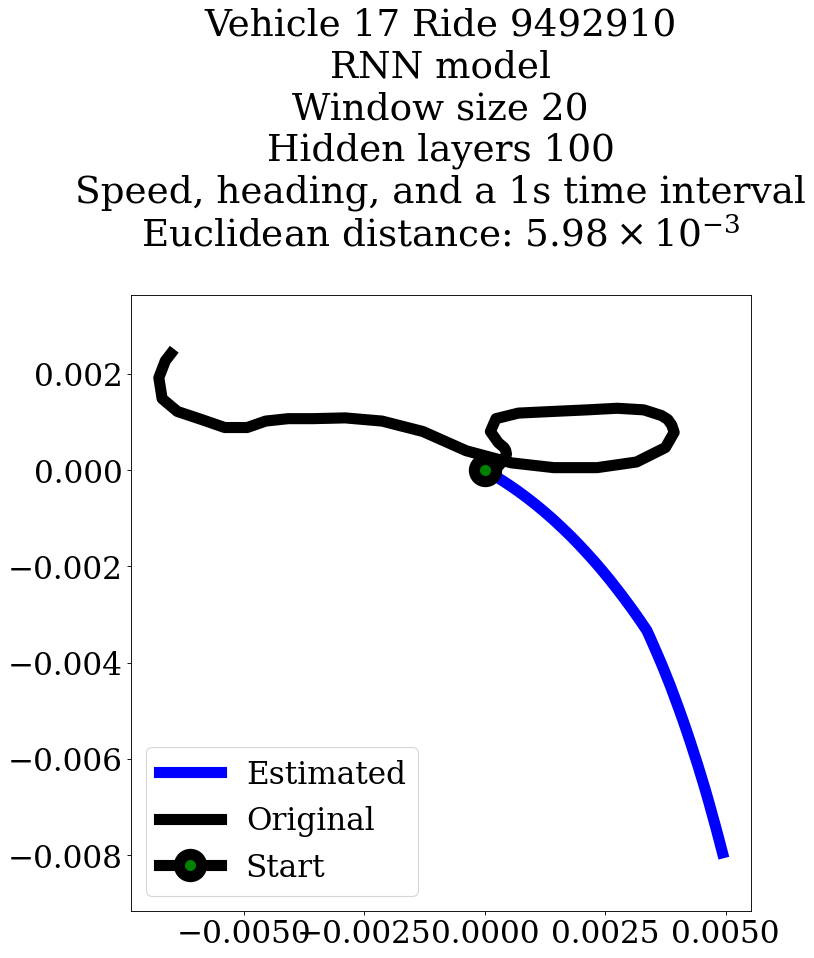 Vehicle 17 Ride 9492910
RNN model
Window size 20
Hidden layers 100
Speed, heading, and a 1s time interval
Euclidean distance: 5.98 × 10⁻³
0.002
0.000
−0.002
−0.004
−0.006
−0.008
Estimated
Original
Start
−0.0050 −0.0025 0.0000 0.0025 0.0050